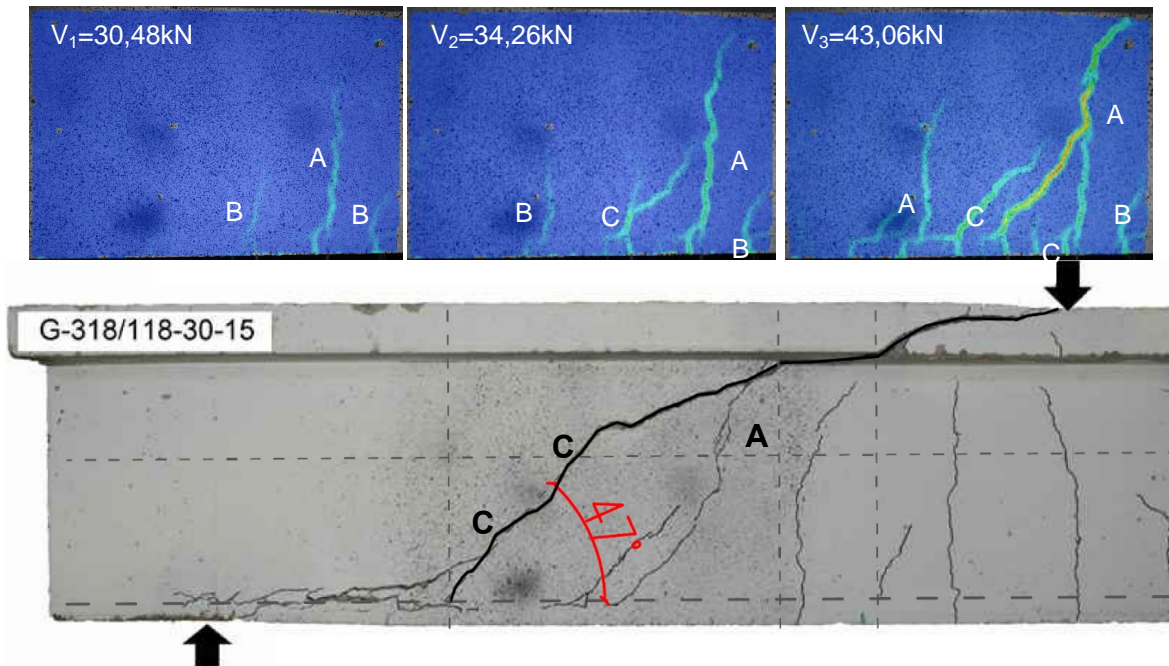 V₁=30,48kN
A
B
B
V₂=34,26kN
A
B
C
B
V₃=43,06kN
A
A
C
B
C
G-318/118-30-15
A
C
C
47°